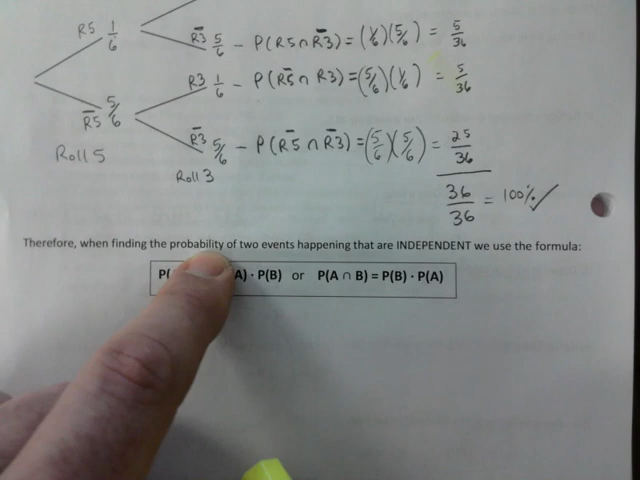 R5 1/6
R̅3̅ 5/6 – P(R5 ∩ R̅3̅) = (1/6)(5/6) = 5/36
R3 1/6 – P(R̅5̅ ∩ R3) = (5/6)(1/6) = 5/36
R̅5̅ 5/6
R̅3̅ 5/6 – P(R̅5̅ ∩ R̅3̅) = (5/6)(5/6) = 25/36
Roll 5
Roll 3
36/36 = 100% ✓
Therefore, when finding the probability of two events happening that are INDEPENDENT we use the formula:
P( A) · P(B) or P(A ∩ B) = P(B) · P(A)